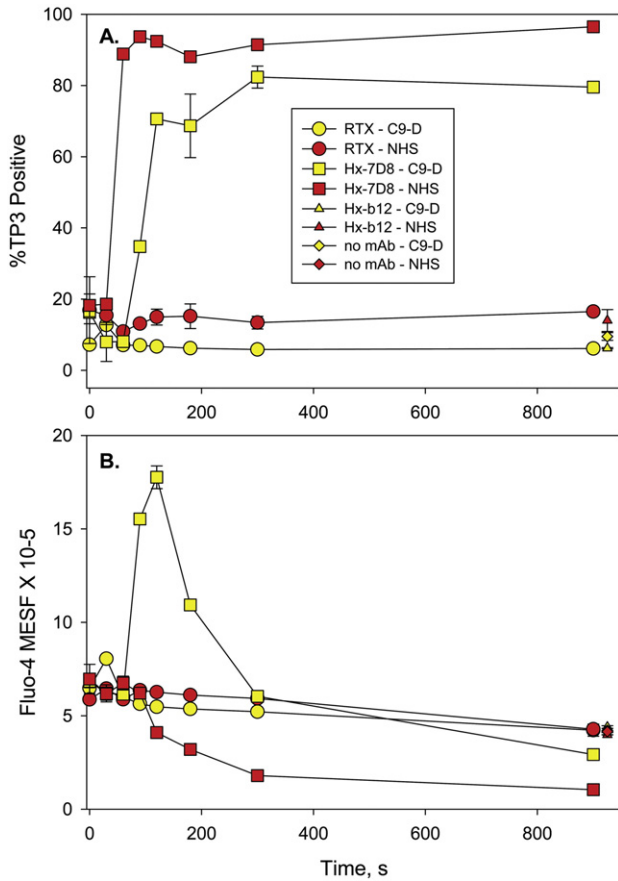 A.
%TP3 Positive
100
80
60
40
20
0
RTX - C9-D
RTX - NHS
Hx-7D8 - C9-D
Hx-7D8 - NHS
Hx-b12 - C9-D
Hx-b12 - NHS
no mAb - C9-D
no mAb - NHS
0 200 400 600 800
B.
Fluo-4 MESF X 10-5
20
15
10
5
0
0 200 400 600 800
Time, s